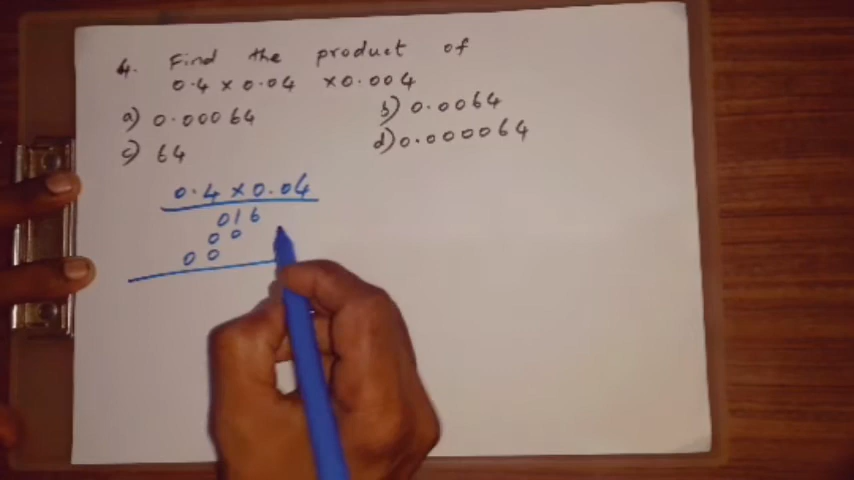 4. Find the product of
0.4 x 0.04 x 0.004
a) 0.00064 b) 0.0064
c) 64 d) 0.000064
0.4 x 0.04
016
00
00